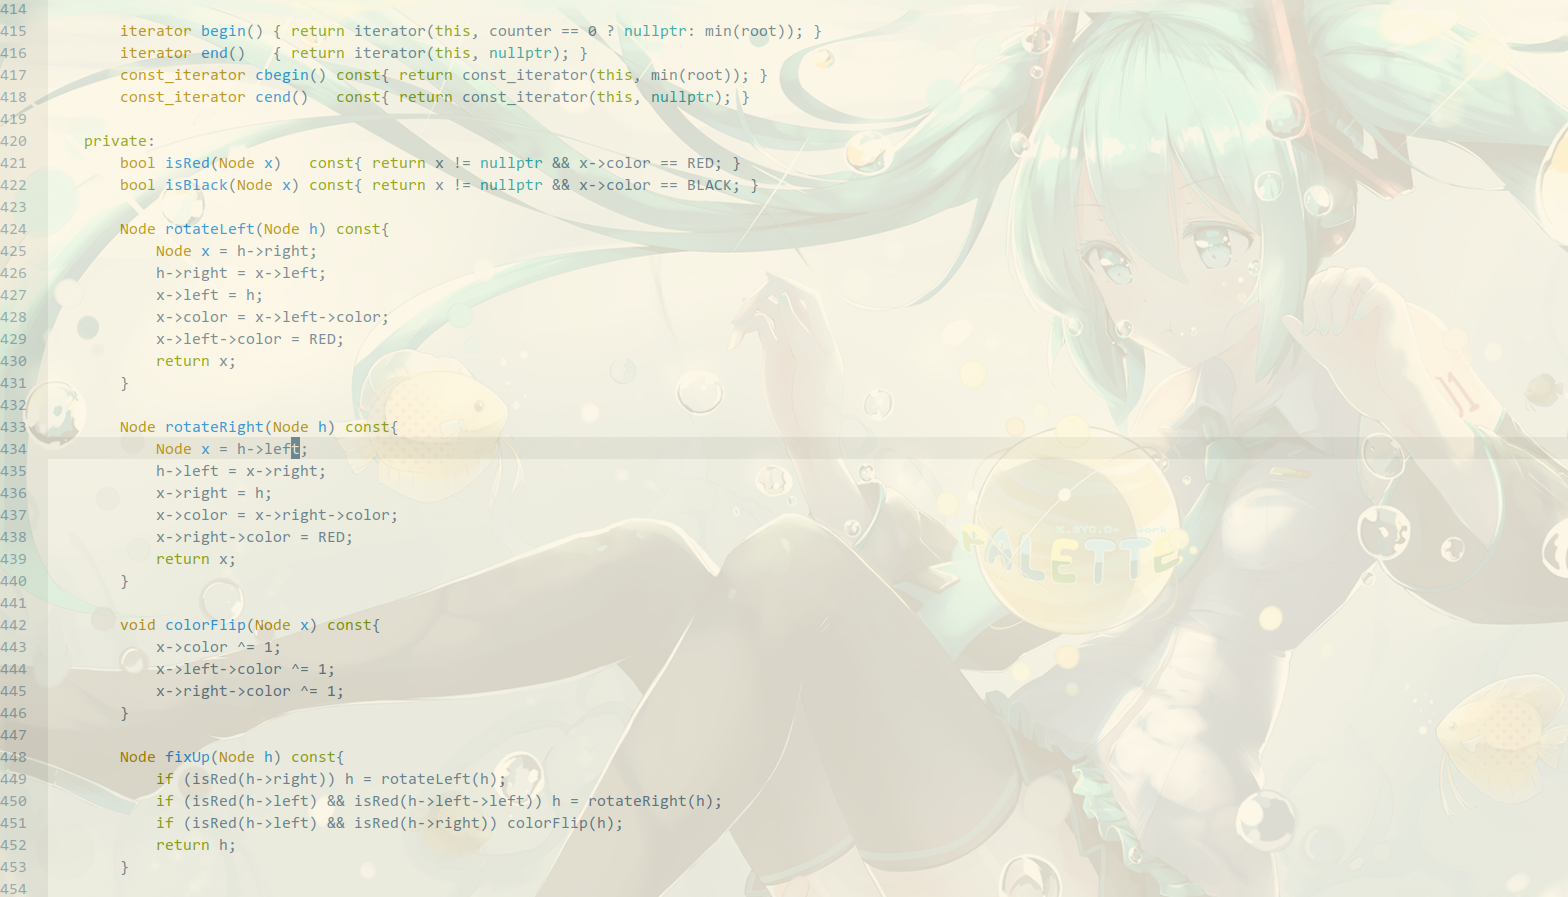 414
415 iterator begin() { return iterator(this, counter == 0 ? nullptr: min(root)); }
416 iterator end()   { return iterator(this, nullptr); }
417 const_iterator cbegin() const{ return const_iterator(this, min(root)); }
418 const_iterator cend()   const{ return const_iterator(this, nullptr); }
419
420 private:
421 bool isRed(Node x)   const{ return x != nullptr && x->color == RED; }
422 bool isBlack(Node x) const{ return x != nullptr && x->color == BLACK; }
423
424 Node rotateLeft(Node h) const{
425 Node x = h->right;
426 h->right = x->left;
427 x->left = h;
428 x->color = x->left->color;
429 x->left->color = RED;
430 return x;
431 }
432
433 Node rotateRight(Node h) const{
434 Node x = h->left;
435 h->left = x->right;
436 x->right = h;
437 x->color = x->right->color;
438 x->right->color = RED;
439 return x;
440 }
441
442 void colorFlip(Node x) const{
443 x->color ^= 1;
444 x->left->color ^= 1;
445 x->right->color ^= 1;
446 }
447
448 Node fixUp(Node h) const{
449 if (isRed(h->right)) h = rotateLeft(h);
450 if (isRed(h->left) && isRed(h->left->left)) h = rotateRight(h);
451 if (isRed(h->left) && isRed(h->right)) colorFlip(h);
452 return h;
453 }
454
PALETTE